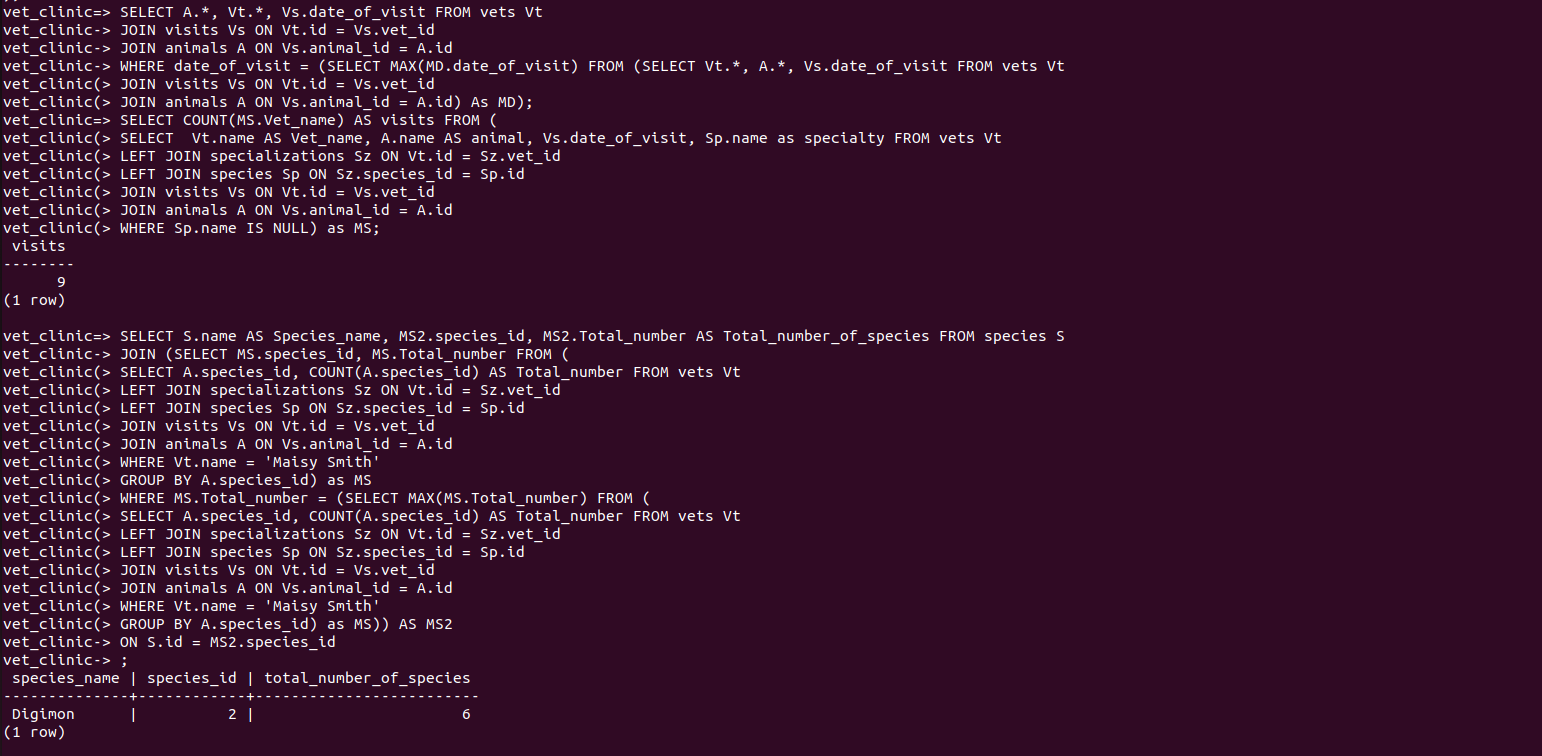 vet_clinic=> SELECT A.*, Vt.*, Vs.date_of_visit FROM vets Vt
vet_clinic-> JOIN visits Vs ON Vt.id = Vs.vet_id
vet_clinic-> JOIN animals A ON Vs.animal_id = A.id
vet_clinic-> WHERE date_of_visit = (SELECT MAX(MD.date_of_visit) FROM (SELECT Vt.*, A.*, Vs.date_of_visit FROM vets Vt
vet_clinic(> JOIN visits Vs ON Vt.id = Vs.vet_id
vet_clinic(> JOIN animals A ON Vs.animal_id = A.id) As MD);
vet_clinic=> SELECT COUNT(MS.Vet_name) AS visits FROM (
vet_clinic(> SELECT  Vt.name AS Vet_name, A.name AS animal, Vs.date_of_visit, Sp.name as specialty FROM vets Vt
vet_clinic(> LEFT JOIN specializations Sz ON Vt.id = Sz.vet_id
vet_clinic(> LEFT JOIN species Sp ON Sz.species_id = Sp.id
vet_clinic(> JOIN visits Vs ON Vt.id = Vs.vet_id
vet_clinic(> JOIN animals A ON Vs.animal_id = A.id
vet_clinic(> WHERE Sp.name IS NULL) as MS;
 visits
--------
      9
(1 row)

vet_clinic=> SELECT S.name AS Species_name, MS2.species_id, MS2.Total_number AS Total_number_of_species FROM species S
vet_clinic-> JOIN (SELECT MS.species_id, MS.Total_number FROM (
vet_clinic(> SELECT A.species_id, COUNT(A.species_id) AS Total_number FROM vets Vt
vet_clinic(> LEFT JOIN specializations Sz ON Vt.id = Sz.vet_id
vet_clinic(> LEFT JOIN species Sp ON Sz.species_id = Sp.id
vet_clinic(> JOIN visits Vs ON Vt.id = Vs.vet_id
vet_clinic(> JOIN animals A ON Vs.animal_id = A.id
vet_clinic(> WHERE Vt.name = 'Maisy Smith'
vet_clinic(> GROUP BY A.species_id) as MS
vet_clinic(> WHERE MS.Total_number = (SELECT MAX(MS.Total_number) FROM (
vet_clinic(> SELECT A.species_id, COUNT(A.species_id) AS Total_number FROM vets Vt
vet_clinic(> LEFT JOIN specializations Sz ON Vt.id = Sz.vet_id
vet_clinic(> LEFT JOIN species Sp ON Sz.species_id = Sp.id
vet_clinic(> JOIN visits Vs ON Vt.id = Vs.vet_id
vet_clinic(> JOIN animals A ON Vs.animal_id = A.id
vet_clinic(> WHERE Vt.name = 'Maisy Smith'
vet_clinic(> GROUP BY A.species_id) as MS)) AS MS2
vet_clinic-> ON S.id = MS2.species_id
vet_clinic-> ;
 species_name | species_id | total_number_of_species
--------------+------------+-------------------------
 Digimon      |          2 |                       6
(1 row)